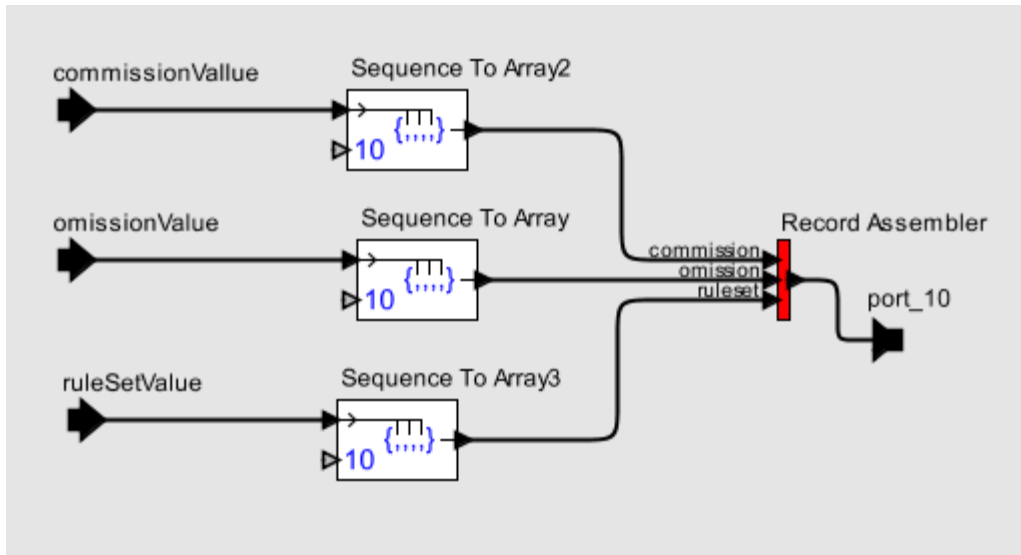 commissionVallue
Sequence To Array2
{,,,,}
10
omissionValue
Sequence To Array
{,,,,}
10
Record Assembler
commission
omission
ruleset
port_10
ruleSetValue
Sequence To Array3
{,,,,}
10